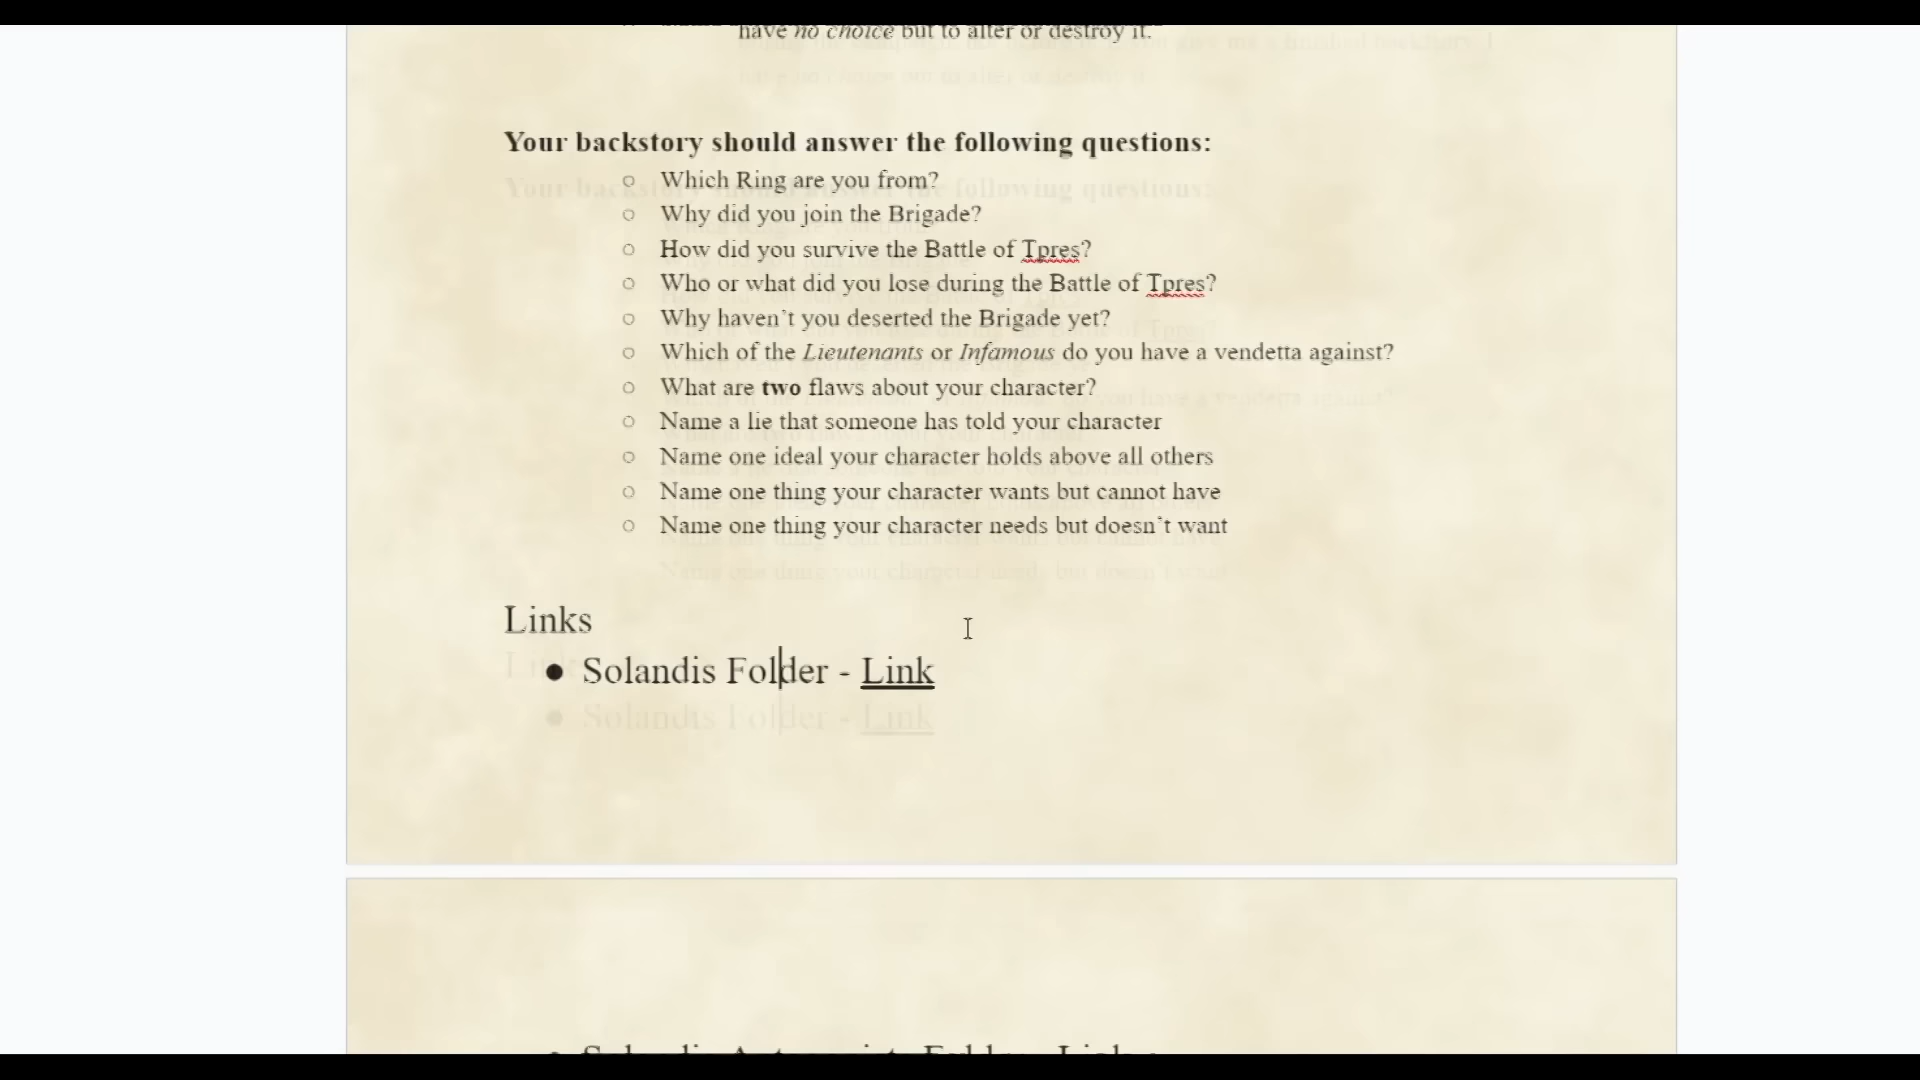 have no choice but to alter or destroy it.
Your backstory should answer the following questions:
○ Which Ring are you from?
○ Why did you join the Brigade?
○ How did you survive the Battle of Tpres?
○ Who or what did you lose during the Battle of Tpres?
○ Why haven’t you deserted the Brigade yet?
○ Which of the Lieutenants or Infamous do you have a vendetta against?
○ What are two flaws about your character?
○ Name a lie that someone has told your character
○ Name one ideal your character holds above all others
○ Name one thing your character wants but cannot have
○ Name one thing your character needs but doesn’t want
Links
● Solandis Folder - Link